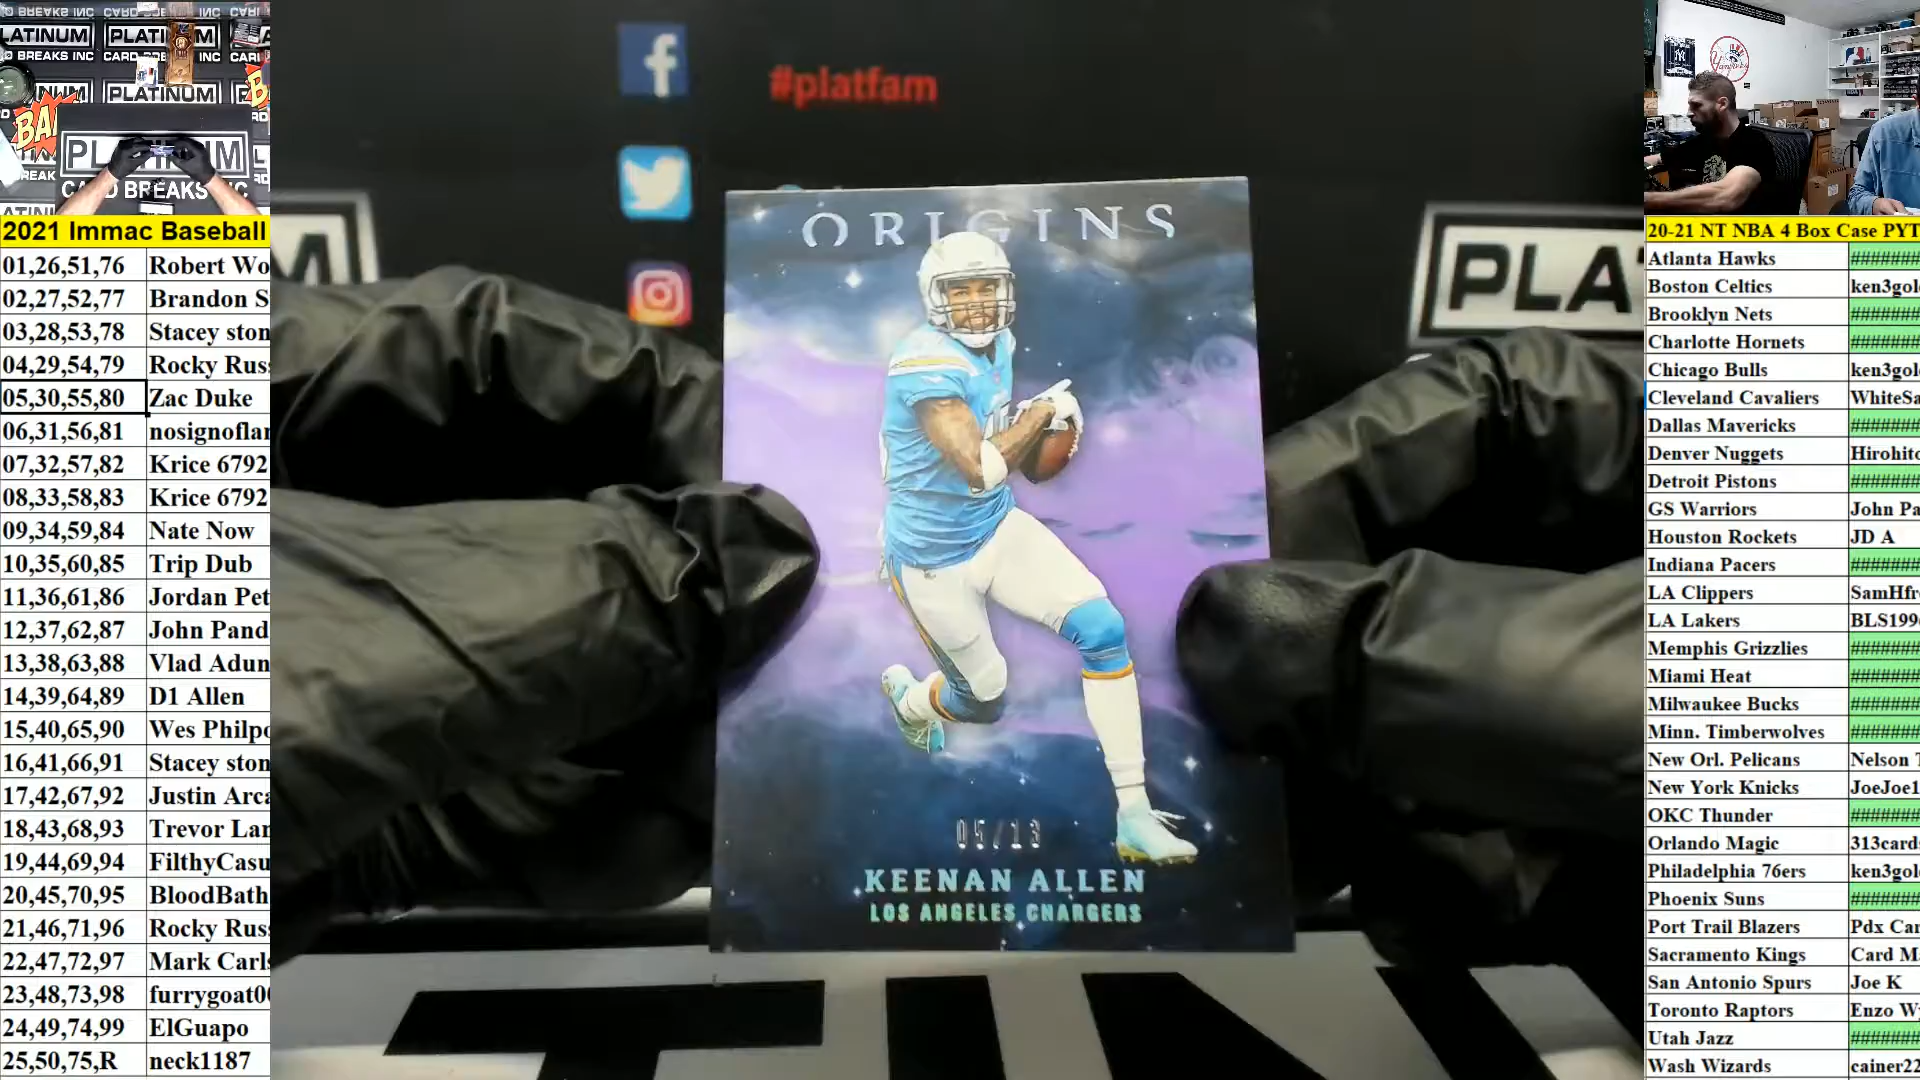 PLATINUM
BREAKS INC
PLATINUM
CARD BREAKS INC
#platfam
ORIGINS
05/13
KEENAN ALLEN
LOS ANGELES CHARGERS
PLA
2021 Immac Baseball
01,26,51,76 Robert Wo
02,27,52,77 Brandon S
03,28,53,78 Stacey ston
04,29,54,79 Rocky Russ
05,30,55,80 Zac Duke
06,31,56,81 nosignoflar
07,32,57,82 Krice 6792
08,33,58,83 Krice 6792
09,34,59,84 Nate Now
10,35,60,85 Trip Dub
11,36,61,86 Jordan Pet
12,37,62,87 John Pand
13,38,63,88 Vlad Adun
14,39,64,89 D1 Allen
15,40,65,90 Wes Philpo
16,41,66,91 Stacey ston
17,42,67,92 Justin Arca
18,43,68,93 Trevor Lar
19,44,69,94 FilthyCasu
20,45,70,95 BloodBath
21,46,71,96 Rocky Russ
22,47,72,97 Mark Carls
23,48,73,98 furrygoat0
24,49,74,99 ElGuapo
25,50,75,R neck1187
20-21 NT NBA 4 Box Case PYT
Atlanta Hawks #######
Boston Celtics ken3gol
Brooklyn Nets #######
Charlotte Hornets #######
Chicago Bulls ken3gol
Cleveland Cavaliers WhiteSa
Dallas Mavericks #######
Denver Nuggets Hirohito
Detroit Pistons #######
GS Warriors John Pa
Houston Rockets JD A
Indiana Pacers #######
LA Clippers SamHfr
LA Lakers BLS199
Memphis Grizzlies #######
Miami Heat #######
Milwaukee Bucks #######
Minn. Timberwolves #######
New Orl. Pelicans Nelson T
New York Knicks JoeJoe1
OKC Thunder #######
Orlando Magic 313cards
Philadelphia 76ers ken3gol
Phoenix Suns #######
Port Trail Blazers Pdx Car
Sacramento Kings Card M
San Antonio Spurs Joe K
Toronto Raptors Enzo W
Utah Jazz #######
Wash Wizards cainer22